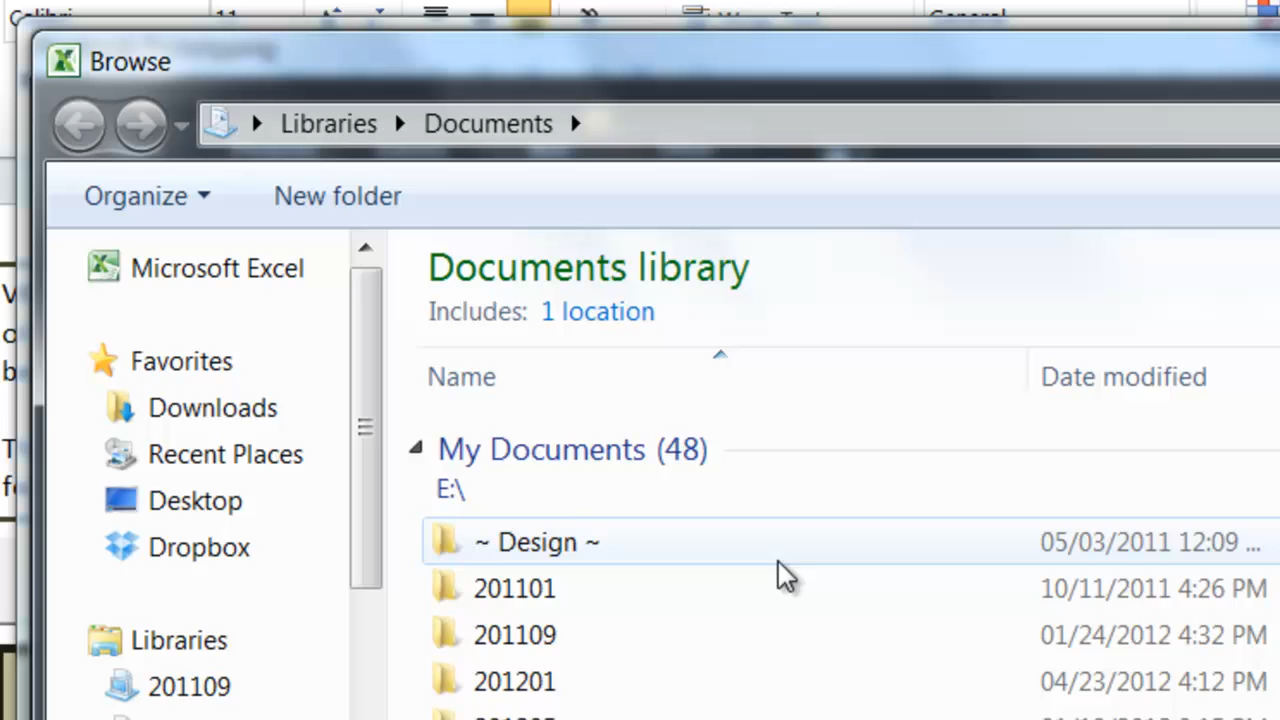 Browse
Libraries Documents
Organize New folder
Microsoft Excel
Favorites
Downloads
Recent Places
Desktop
Dropbox
Libraries
201109
Documents library
Includes: 1 location
Name Date modified
My Documents (48)
E:\
~ Design ~ 05/03/2011 12:09 ...
201101 10/11/2011 4:26 PM
201109 01/24/2012 4:32 PM
201201 04/23/2012 4:12 PM